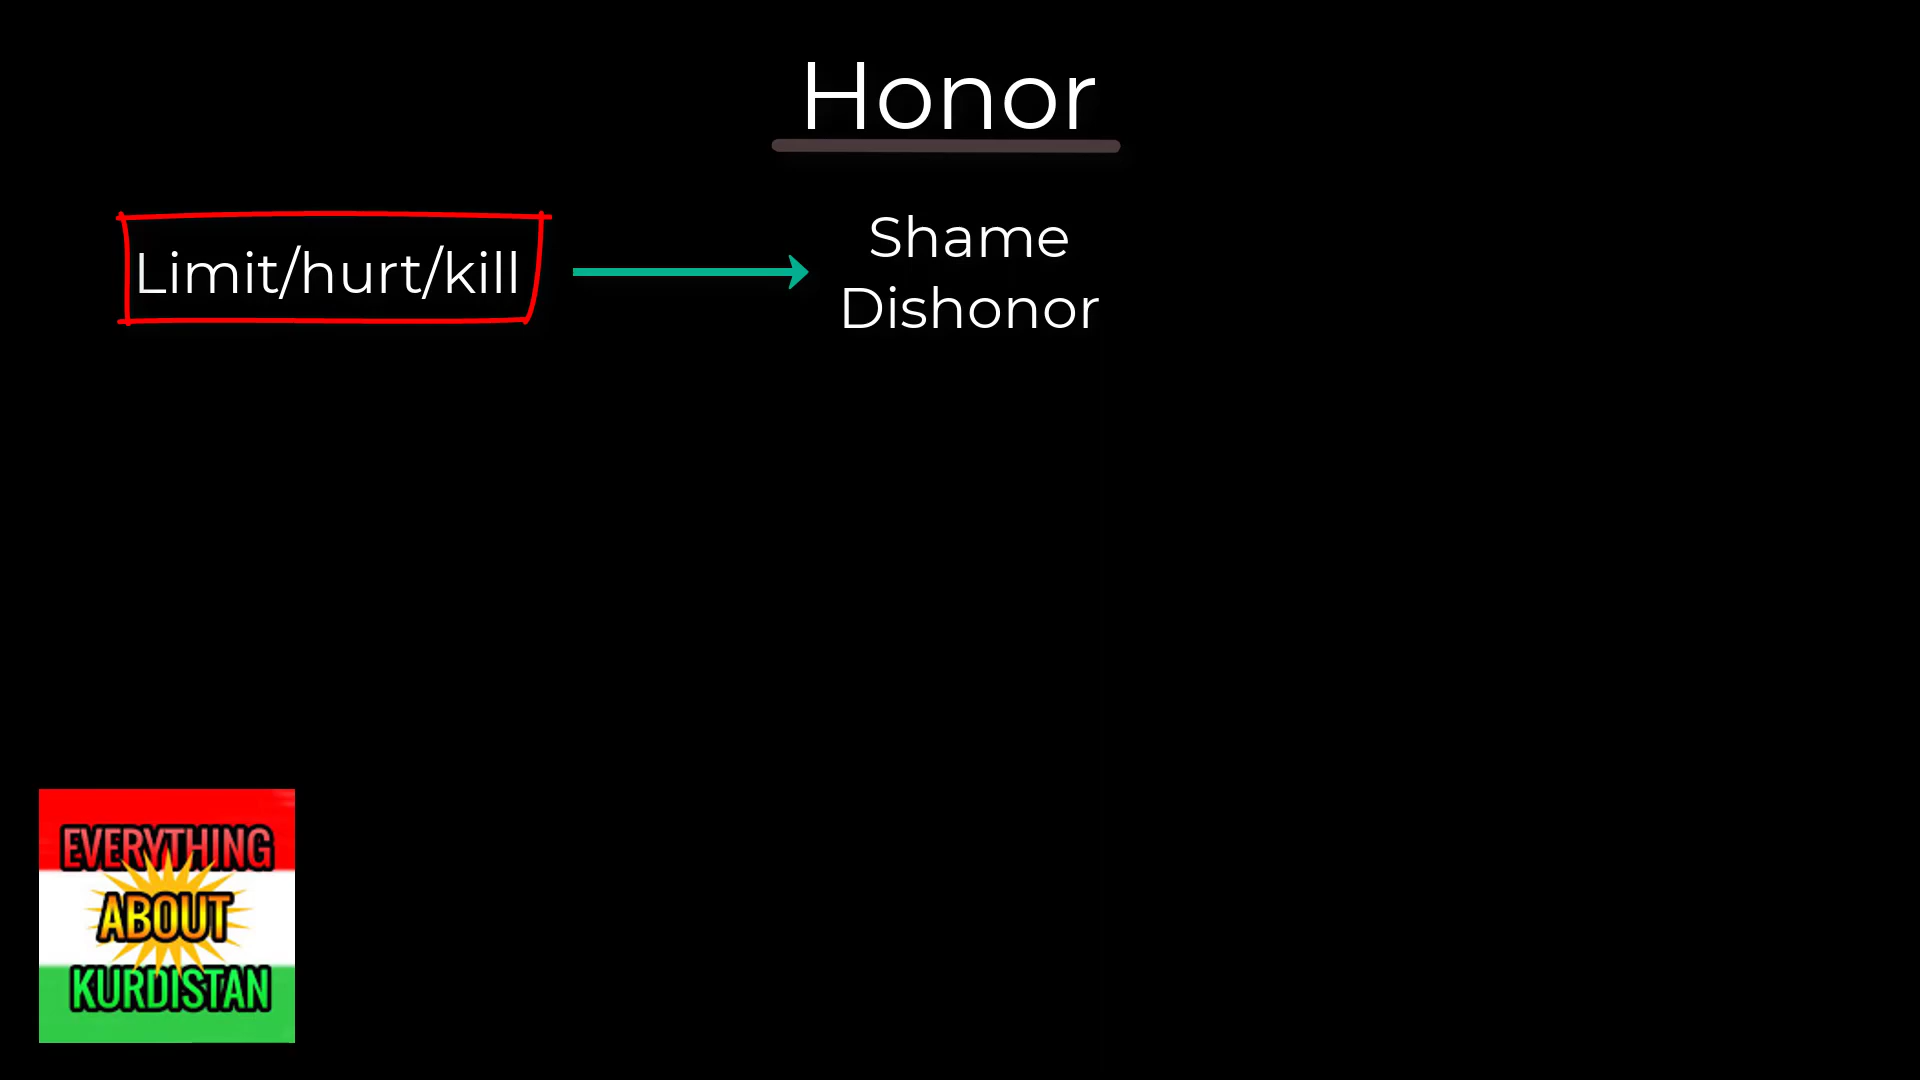 Honor
Limit/hurt/kill
Shame
Dishonor
EVERYTHING
ABOUT
KURDISTAN